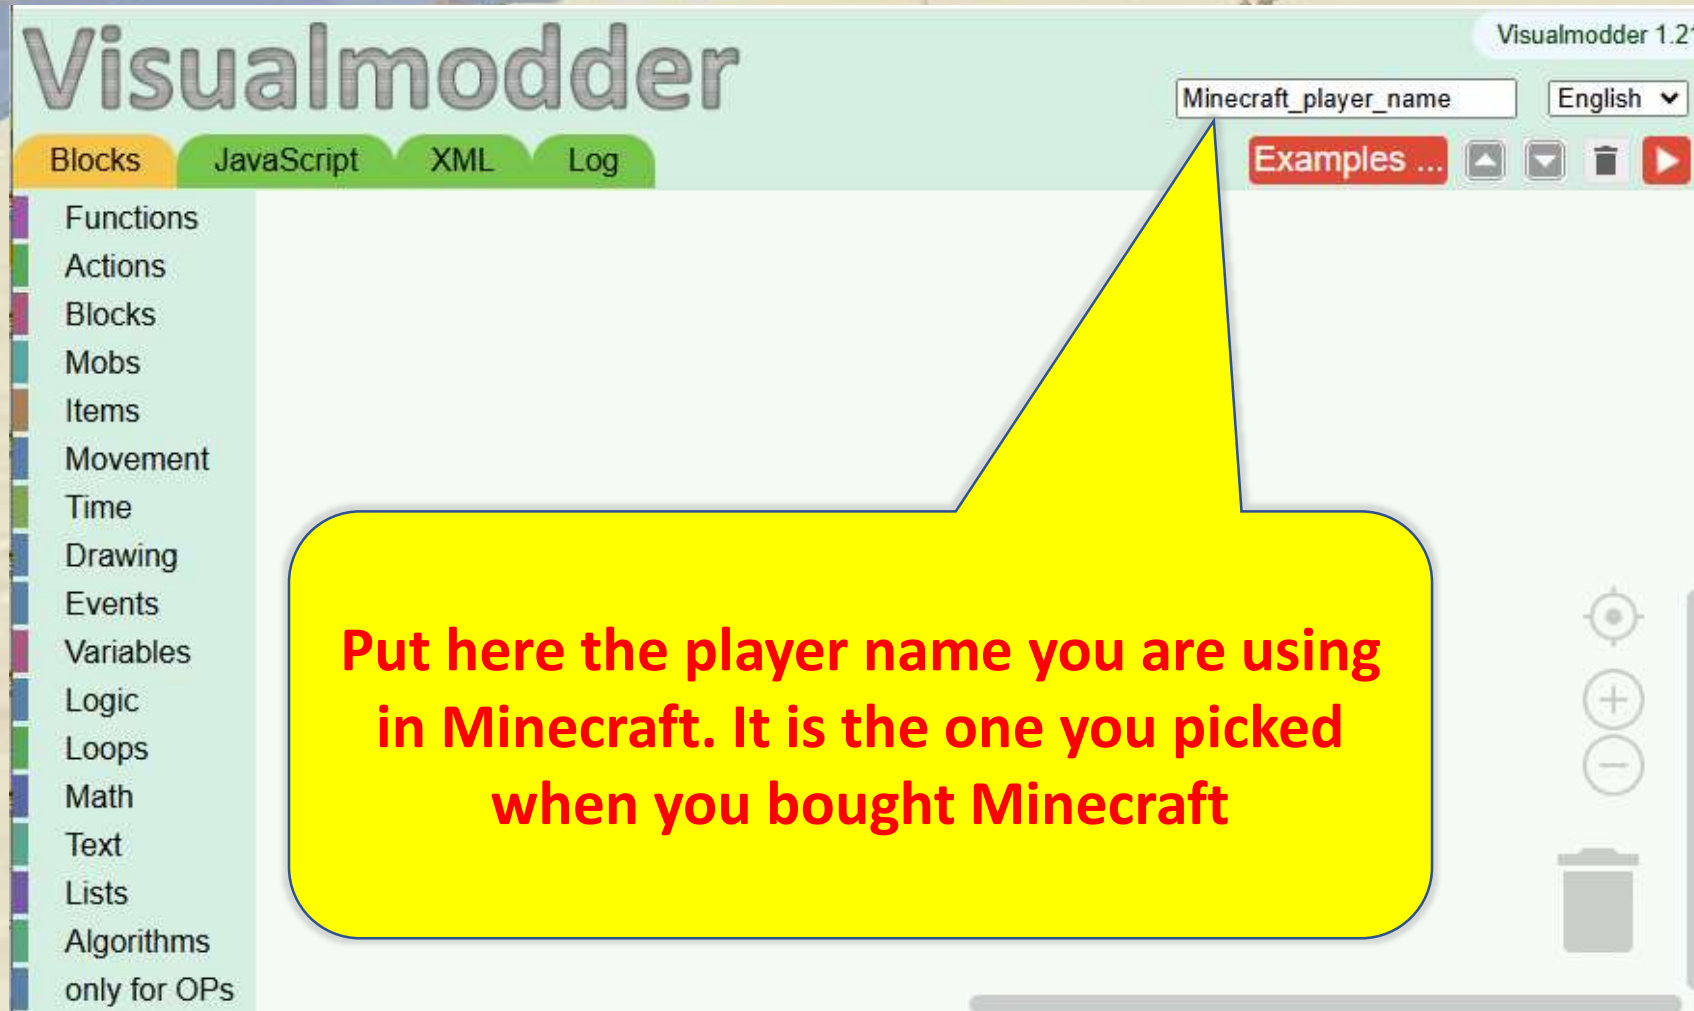 Visualmodder
Visualmodder 1.21
Minecraft_player_name
English
Blocks JavaScript XML Log
Examples ...
Functions
Actions
Blocks
Mobs
Items
Movement
Time
Drawing
Events
Variables
Logic
Loops
Math
Text
Lists
Algorithms
only for OPs
Put here the player name you are using
in Minecraft. It is the one you picked
when you bought Minecraft